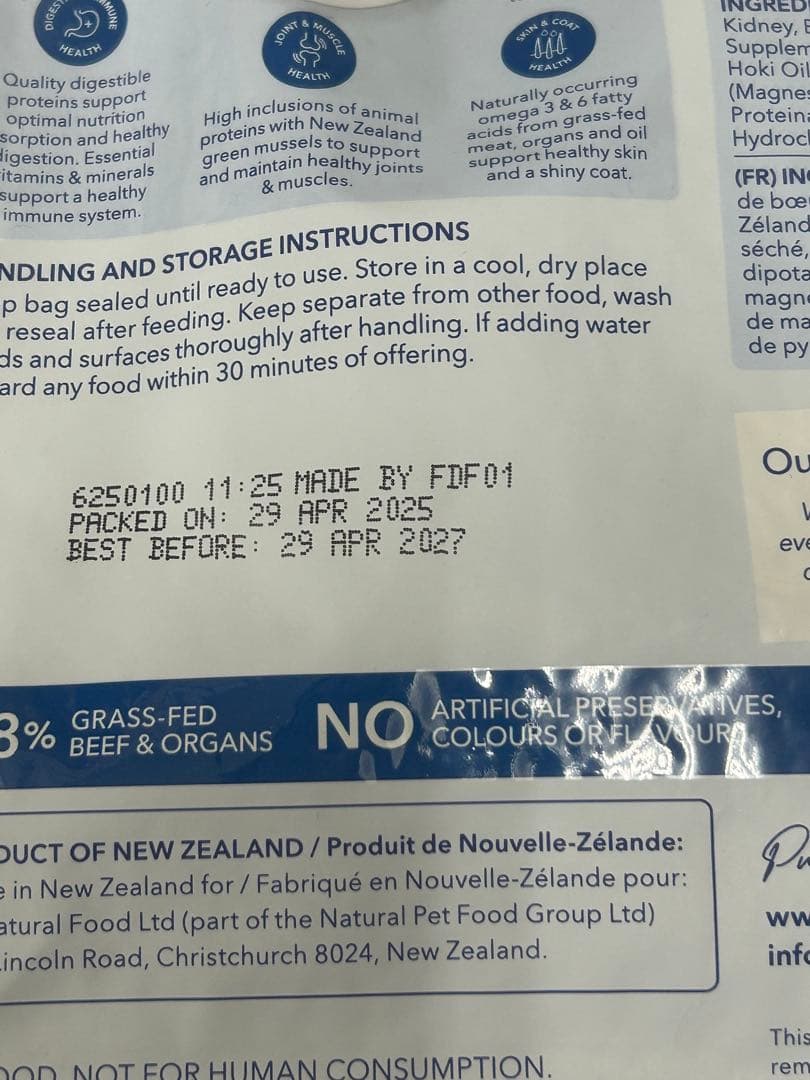 HEALTH
JOINT & MUSCLE
HEALTH
SKIN & COAT
HEALTH
Quality digestible
proteins support
optimal nutrition
sorption and healthy
digestion. Essential
itamins & minerals
support a healthy
immune system.
High inclusions of animal
proteins with New Zealand
green mussels to support
and maintain healthy joints
& muscles.
Naturally occurring
omega 3 & 6 fatty
acids from grass-fed
meat, organs and oil
support healthy skin
and a shiny coat.
INGRED
Kidney,
Supplem
Hoki Oil
(Magnes
Protein
Hydroc
(FR) IN
de bœu
Zéland
séché,
dipota
magn
de ma
de py
NDLING AND STORAGE INSTRUCTIONS
p bag sealed until ready to use. Store in a cool, dry place
reseal after feeding. Keep separate from other food, wash
ds and surfaces thoroughly after handling. If adding water
ard any food within 30 minutes of offering.
6250100 11:25 MADE BY FDF01
PACKED ON: 29 APR 2025
BEST BEFORE: 29 APR 2027
Ou
eve
3% GRASS-FED
BEEF & ORGANS
NO ARTIFICIAL PRESERVATIVES,
COLOURS OR FLAVOURS
DUCT OF NEW ZEALAND / Produit de Nouvelle-Zélande:
e in New Zealand for / Fabriqué en Nouvelle-Zélande pour:
atural Food Ltd (part of the Natural Pet Food Group Ltd)
Lincoln Road, Christchurch 8024, New Zealand.
ww
info
This
rem
OOD. NOT FOR HUMAN CONSUMPTION.